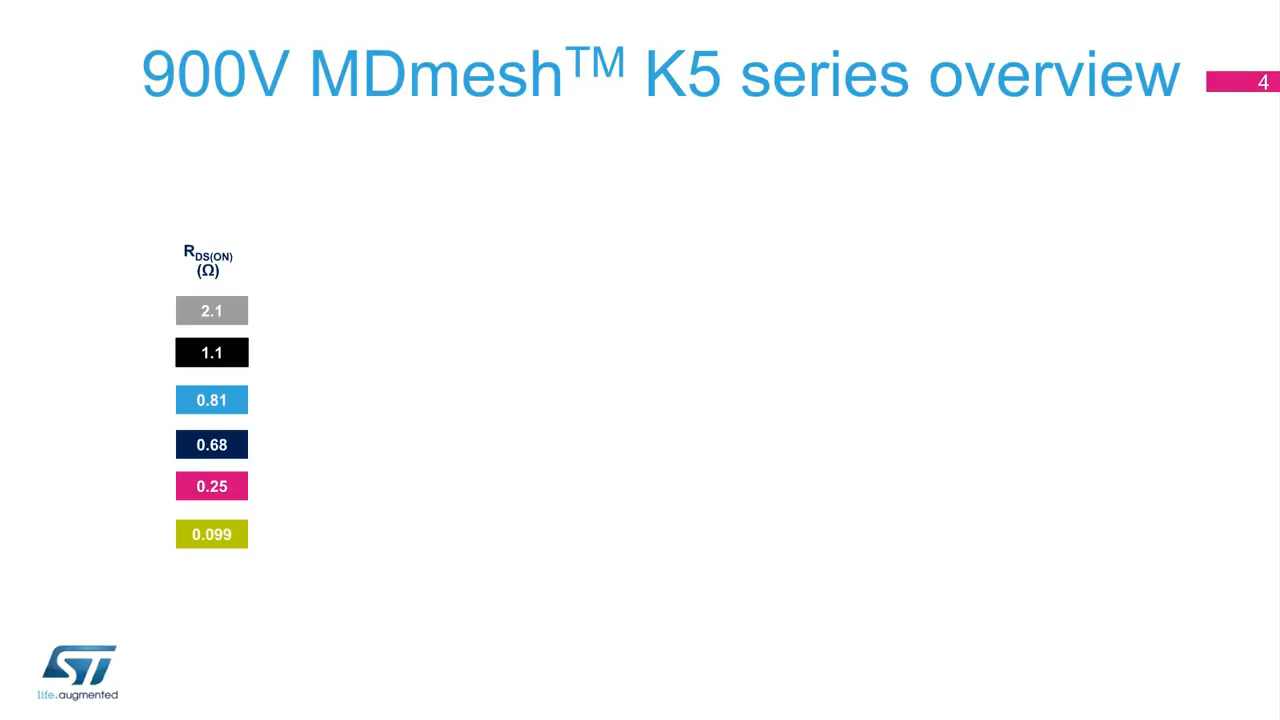 900V MDmesh™ K5 series overview
4
RDS(ON)
(Ω)
2.1
1.1
0.81
0.68
0.25
0.099
ST
life.augmented